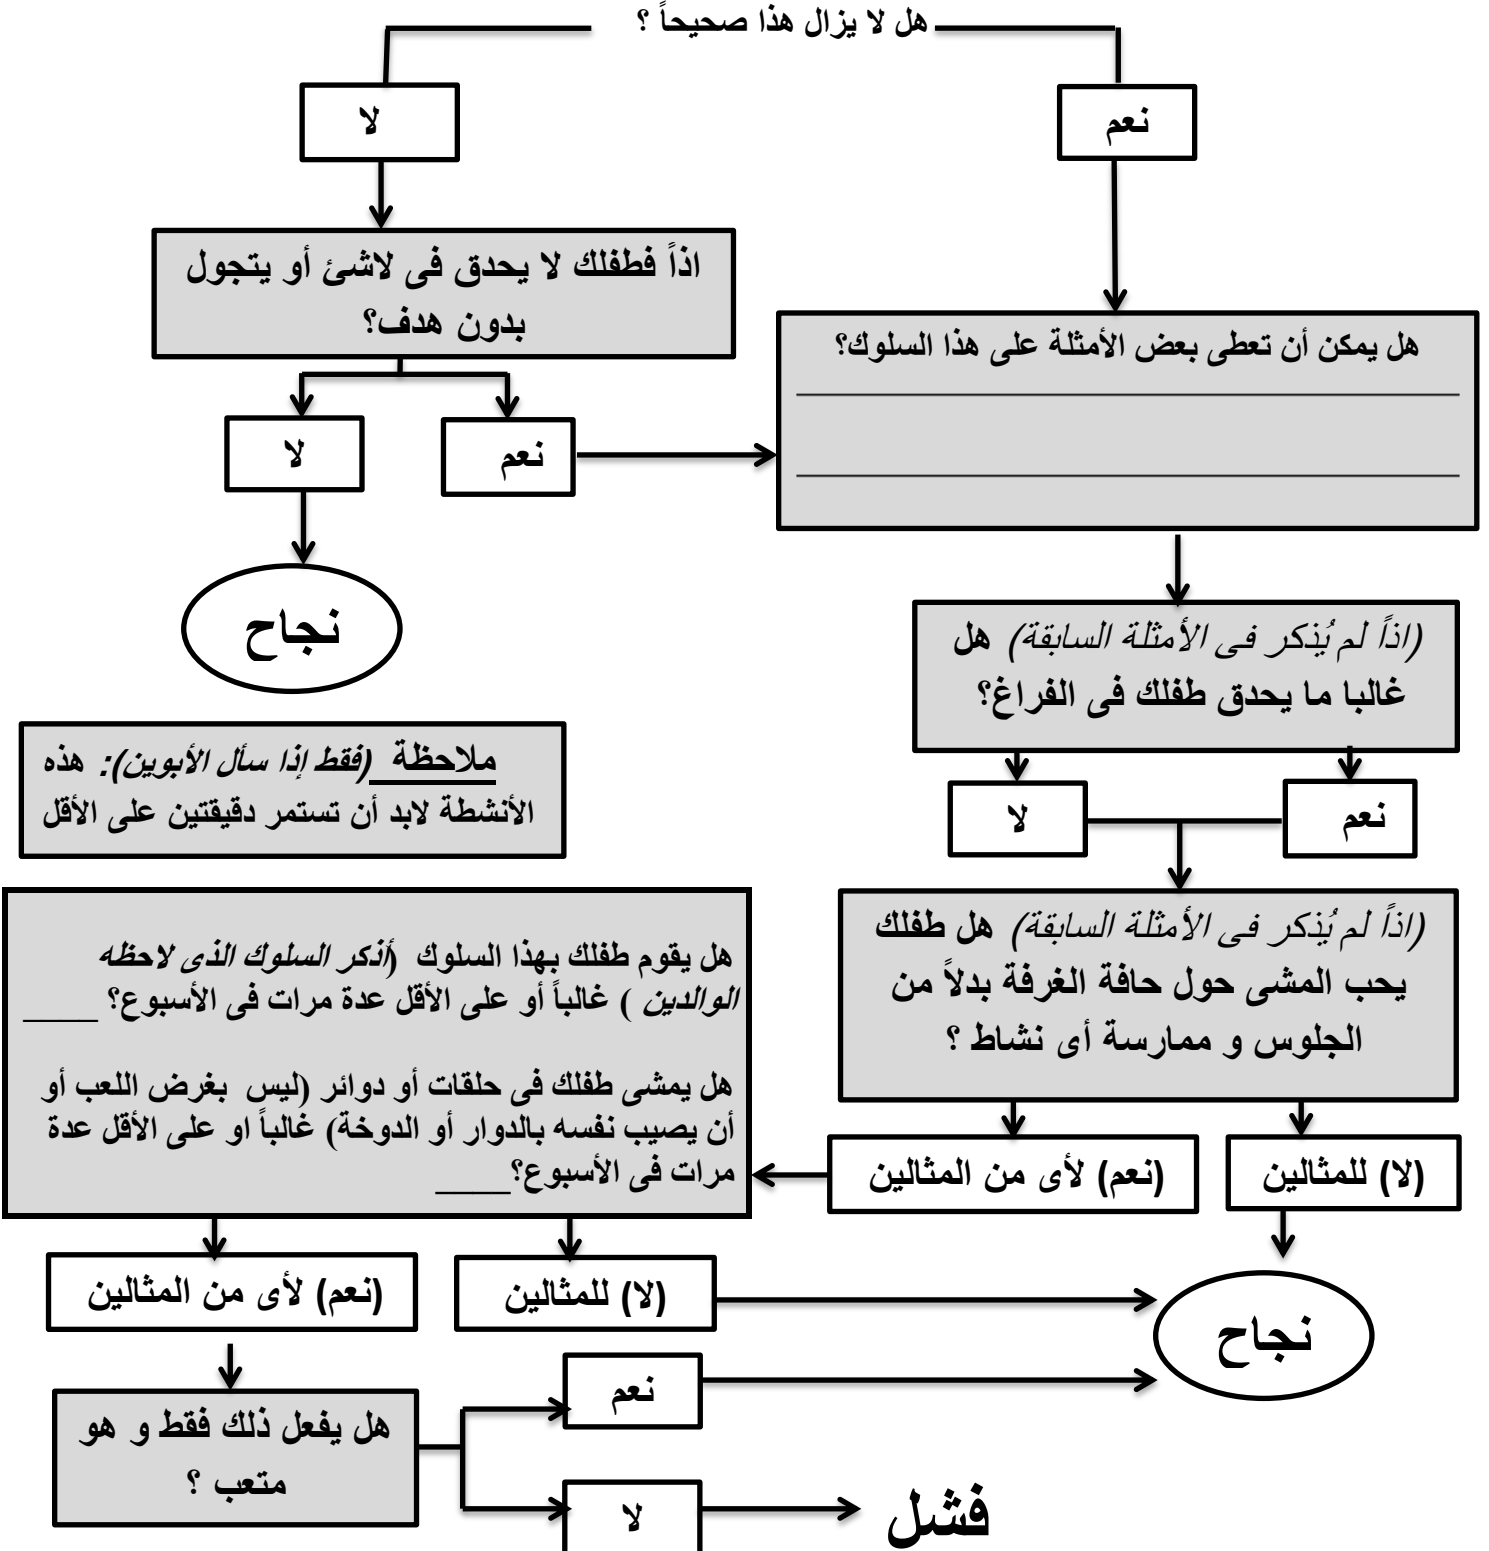 هل لا يزال هذا صحيحاً ؟
نعم
لا
اذاً فطفلك لا يحدق فى لاشئ أو يتجول
بدون هدف؟
هل يمكن أن تعطى بعض الأمثلة على هذا السلوك؟
نعم
لا
نجاح
(اذاً لم يُذكر فى الأمثلة السابقة) هل
غالبا ما يحدق طفلك فى الفراغ؟
ملاحظة (فقط إذا سأل الأبوين): هذه
الأنشطة لابد أن تستمر دقيقتين على الأقل
نعم
لا
(اذاً لم يُذكر فى الأمثلة السابقة) هل طفلك
يحب المشى حول حافة الغرفة بدلاً من
الجلوس و ممارسة أى نشاط ؟
هل يقوم طفلك بهذا السلوك (أذكر السلوك الذى لاحظه
الوالدين ) غالباً أو على الأقل عدة مرات فى الأسبوع؟ ____
هل يمشى طفلك فى حلقات أو دوائر (ليس بغرض اللعب أو
أن يصيب نفسه بالدوار أو الدوخة) غالباً او على الأقل عدة
مرات فى الأسبوع؟____
(لا) للمثالين
(نعم) لأى من المثالين
(لا) للمثالين
(نعم) لأى من المثالين
نجاح
نعم
هل يفعل ذلك فقط و هو
متعب ؟
لا
فشل